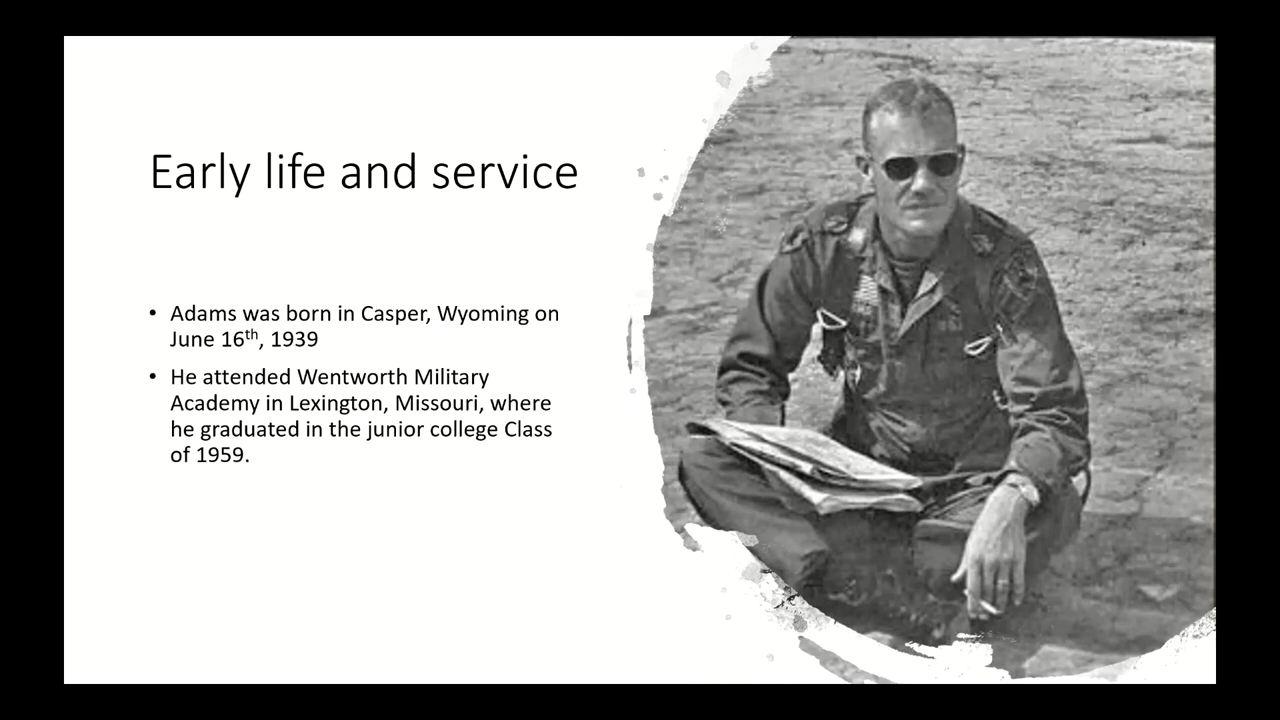 Early life and service
• Adams was born in Casper, Wyoming on
June 16th, 1939
• He attended Wentworth Military
Academy in Lexington, Missouri, where
he graduated in the junior college Class
of 1959.